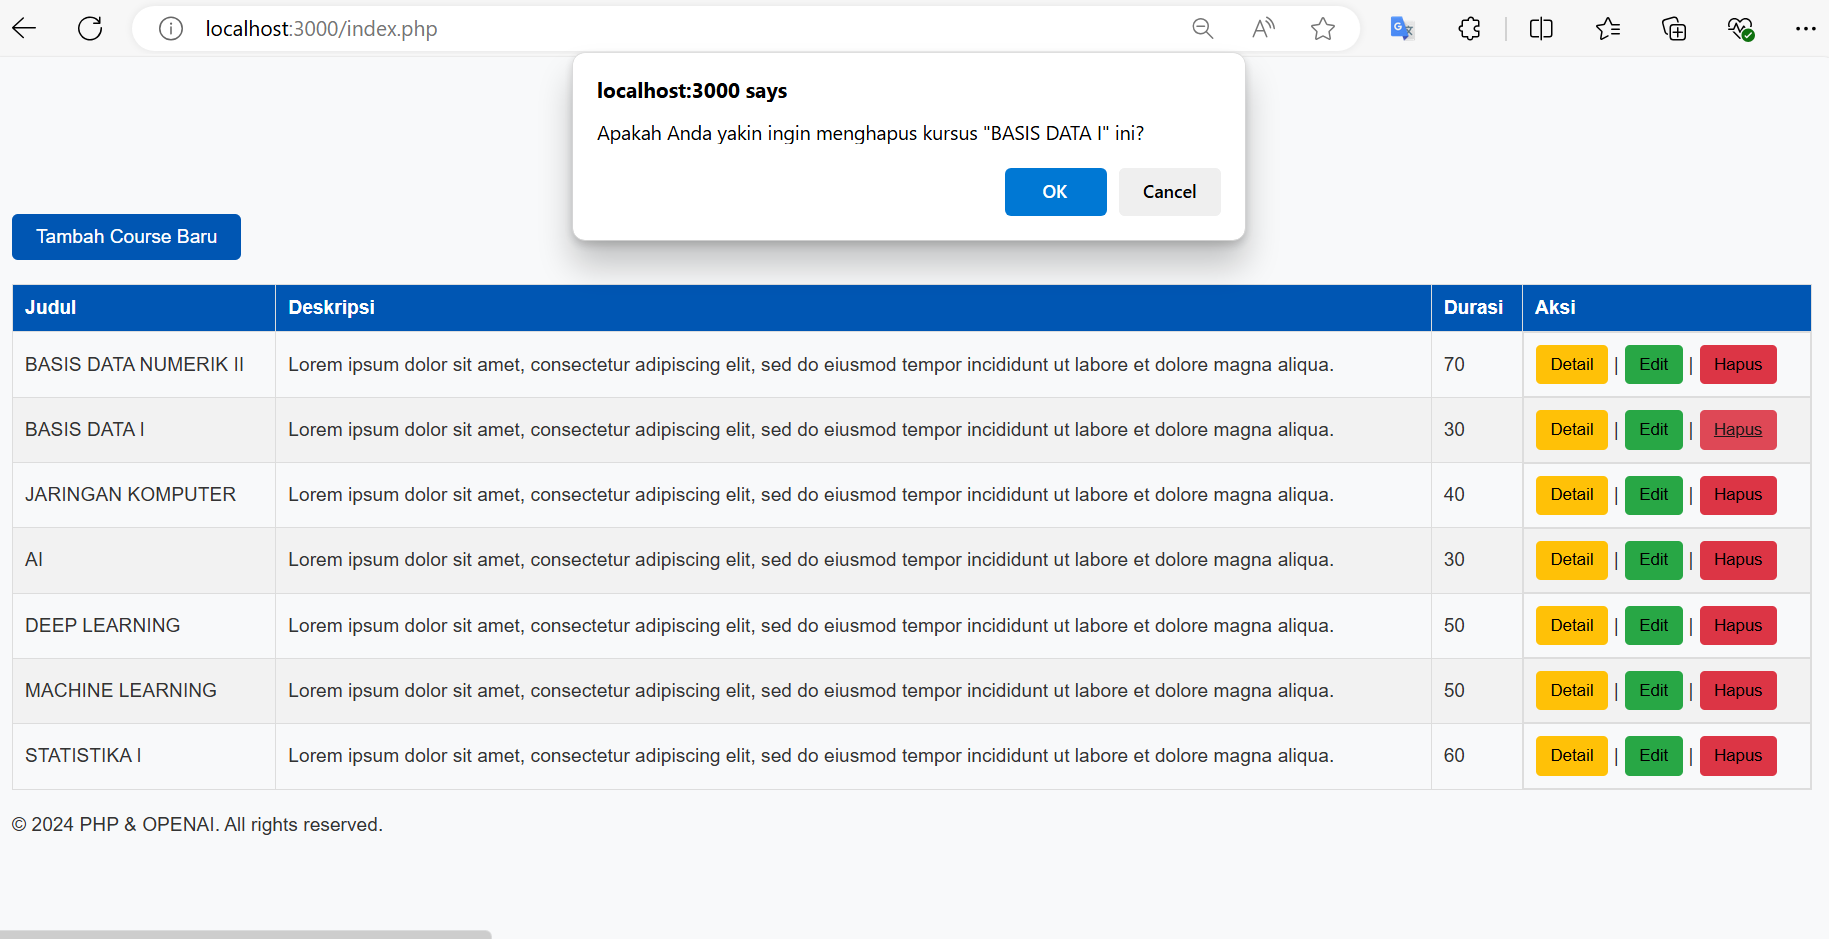 localhost:3000/index.php
localhost:3000 says
Apakah Anda yakin ingin menghapus kursus "BASIS DATA I" ini?
OK Cancel
Tambah Course Baru
Judul Deskripsi Durasi Aksi
BASIS DATA NUMERIK II Lorem ipsum dolor sit amet, consectetur adipiscing elit, sed do eiusmod tempor incididunt ut labore et dolore magna aliqua. 70 Detail | Edit | Hapus
BASIS DATA I Lorem ipsum dolor sit amet, consectetur adipiscing elit, sed do eiusmod tempor incididunt ut labore et dolore magna aliqua. 30 Detail | Edit | Hapus
JARINGAN KOMPUTER Lorem ipsum dolor sit amet, consectetur adipiscing elit, sed do eiusmod tempor incididunt ut labore et dolore magna aliqua. 40 Detail | Edit | Hapus
AI Lorem ipsum dolor sit amet, consectetur adipiscing elit, sed do eiusmod tempor incididunt ut labore et dolore magna aliqua. 30 Detail | Edit | Hapus
DEEP LEARNING Lorem ipsum dolor sit amet, consectetur adipiscing elit, sed do eiusmod tempor incididunt ut labore et dolore magna aliqua. 50 Detail | Edit | Hapus
MACHINE LEARNING Lorem ipsum dolor sit amet, consectetur adipiscing elit, sed do eiusmod tempor incididunt ut labore et dolore magna aliqua. 50 Detail | Edit | Hapus
STATISTIKA I Lorem ipsum dolor sit amet, consectetur adipiscing elit, sed do eiusmod tempor incididunt ut labore et dolore magna aliqua. 60 Detail | Edit | Hapus
© 2024 PHP & OPENAI. All rights reserved.